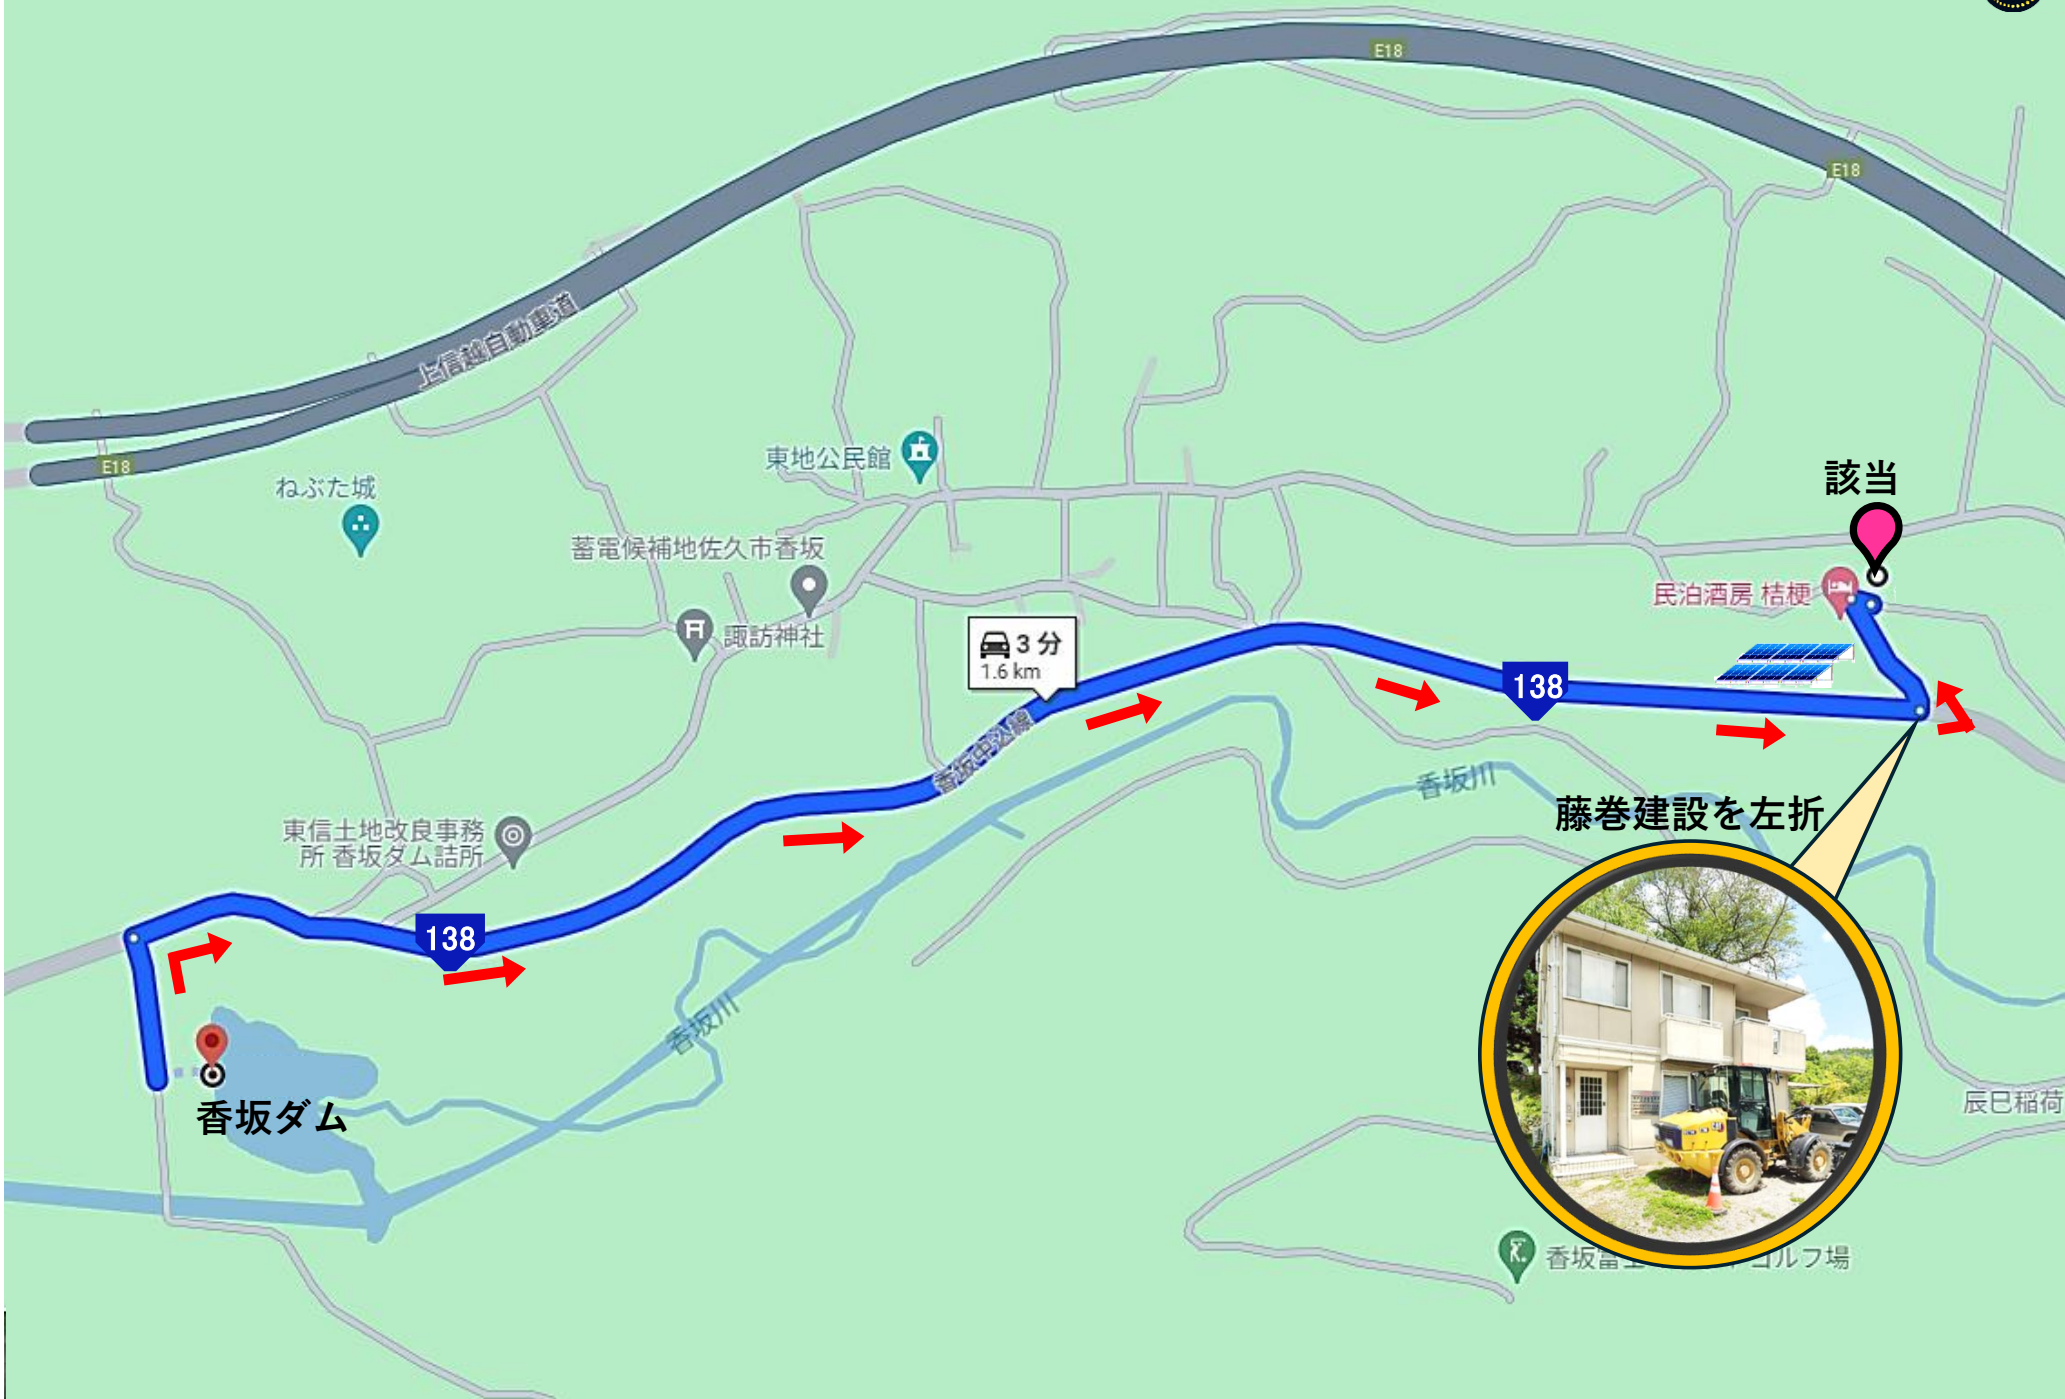 E18
E18
上信越自動車道
E18
ねぶた城
東地公民館
該当
蓄電候補地佐久市香坂
民泊酒房 桔梗
諏訪神社
3 分
1.6 km
138
香坂中込線
香坂川
藤巻建設を左折
東信土地改良事務
所 香坂ダム詰所
138
香坂川
香坂ダム
辰巳稲荷
香坂富士
ゴルフ場